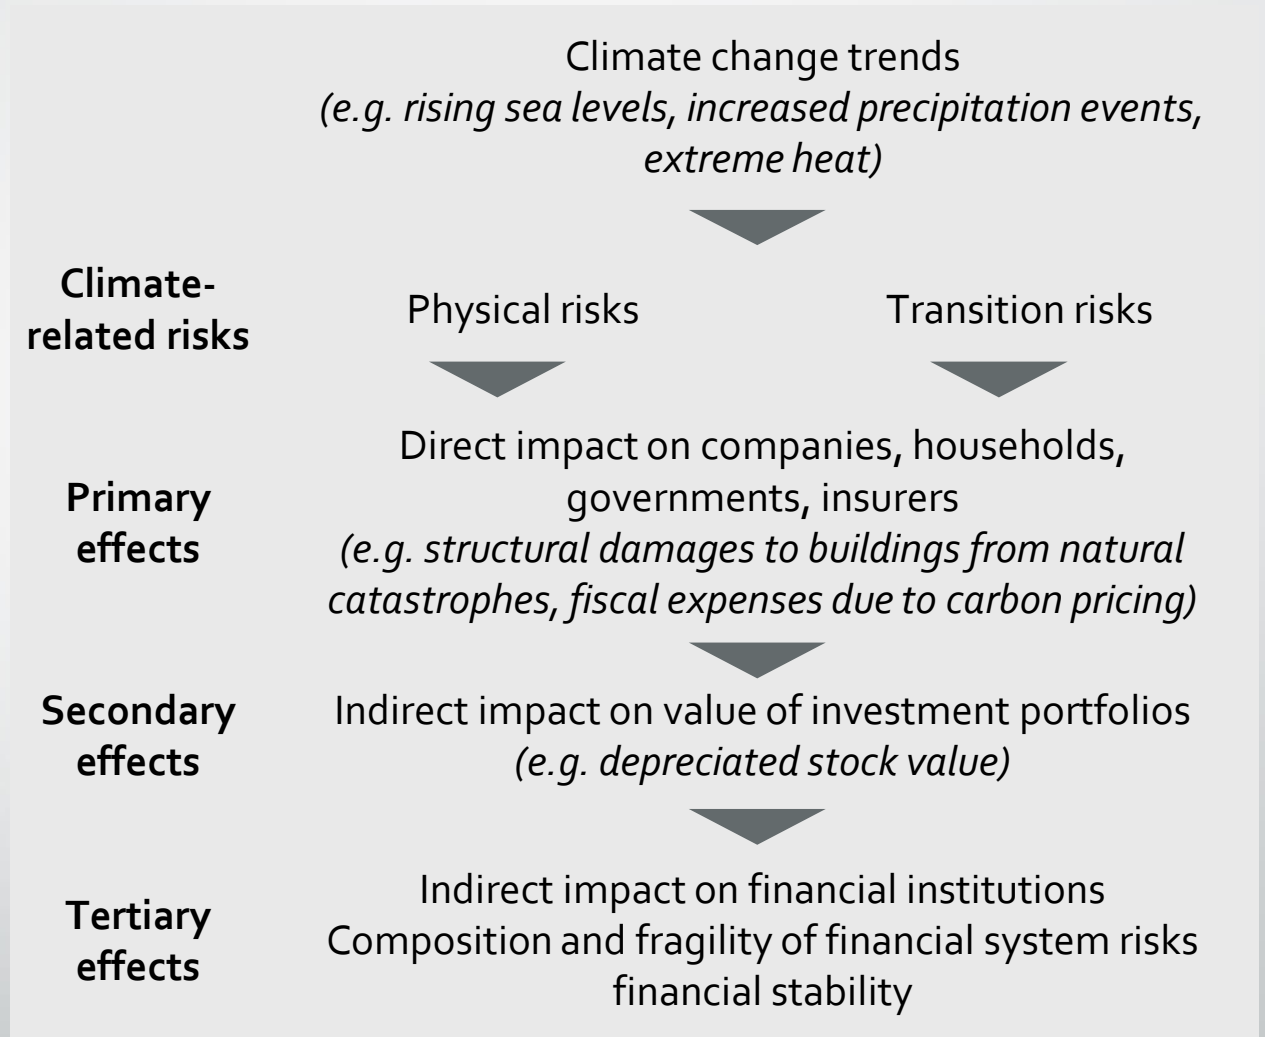 Climate change trends
(e.g. rising sea levels, increased precipitation events,
extreme heat)
Climate-
related risks
Physical risks
Transition risks
Primary
effects
Direct impact on companies, households,
governments, insurers
(e.g. structural damages to buildings from natural
catastrophes, fiscal expenses due to carbon pricing)
Secondary
effects
Indirect impact on value of investment portfolios
(e.g. depreciated stock value)
Tertiary
effects
Indirect impact on financial institutions
Composition and fragility of financial system risks
financial stability